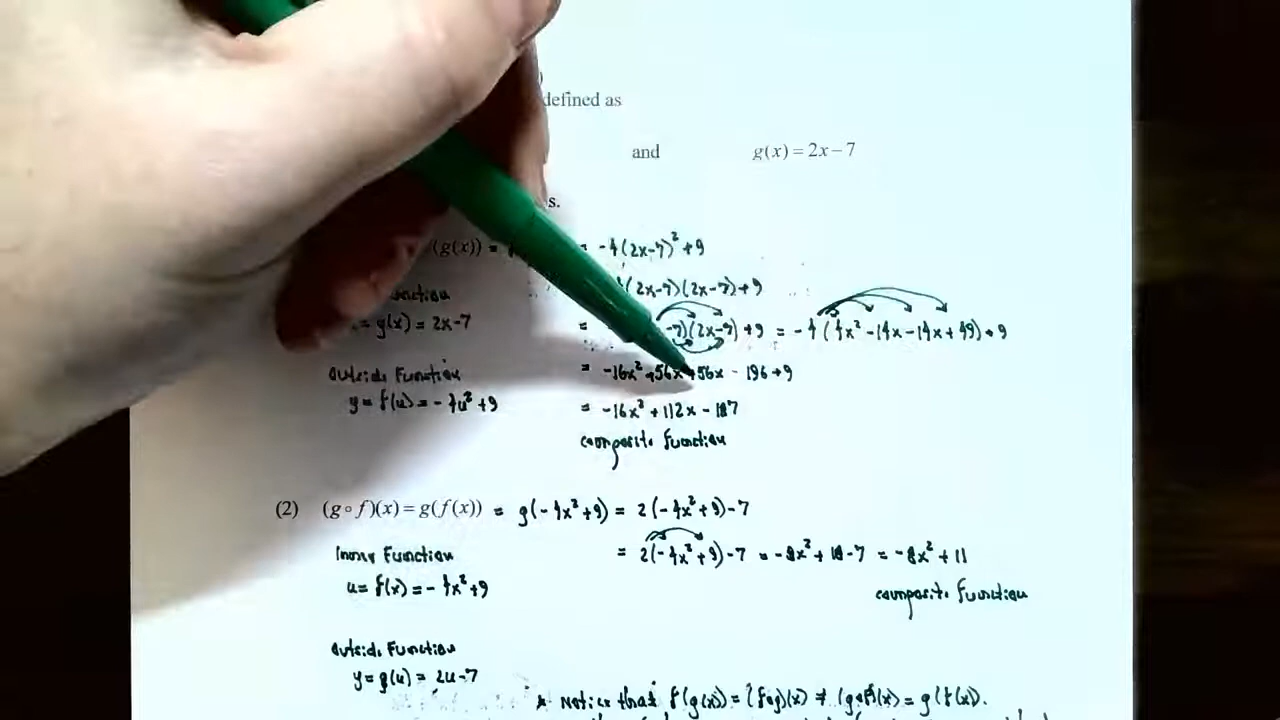 defined as
and g(x) = 2x − 7
s.
(g(x)) = = -4(2x-7)² + 9
(2x-7)(2x-7)+9
= g(x) = 2x-7
= -7)(2x-7) + 9 = -4(4x² - 14x - 14x + 49) + 9
outside Function = -16x² + 56x + 56x - 196 + 9
y = f(u) = -4u² + 9 = -16x² + 112x - 187
composite function
(2) (g∘f)(x) = g(f(x)) = g(-4x²+9) = 2(-4x²+9)-7
Inner Function = 2(-4x²+9)-7 = -8x² + 18 - 7 = -8x² + 11
u = f(x) = -4x² + 9 composite function
outside Function
y = g(u) = 2u-7
* Notice that f(g(x)) = (f∘g)(x) ≠ (g∘f)(x) = g(f(x)).